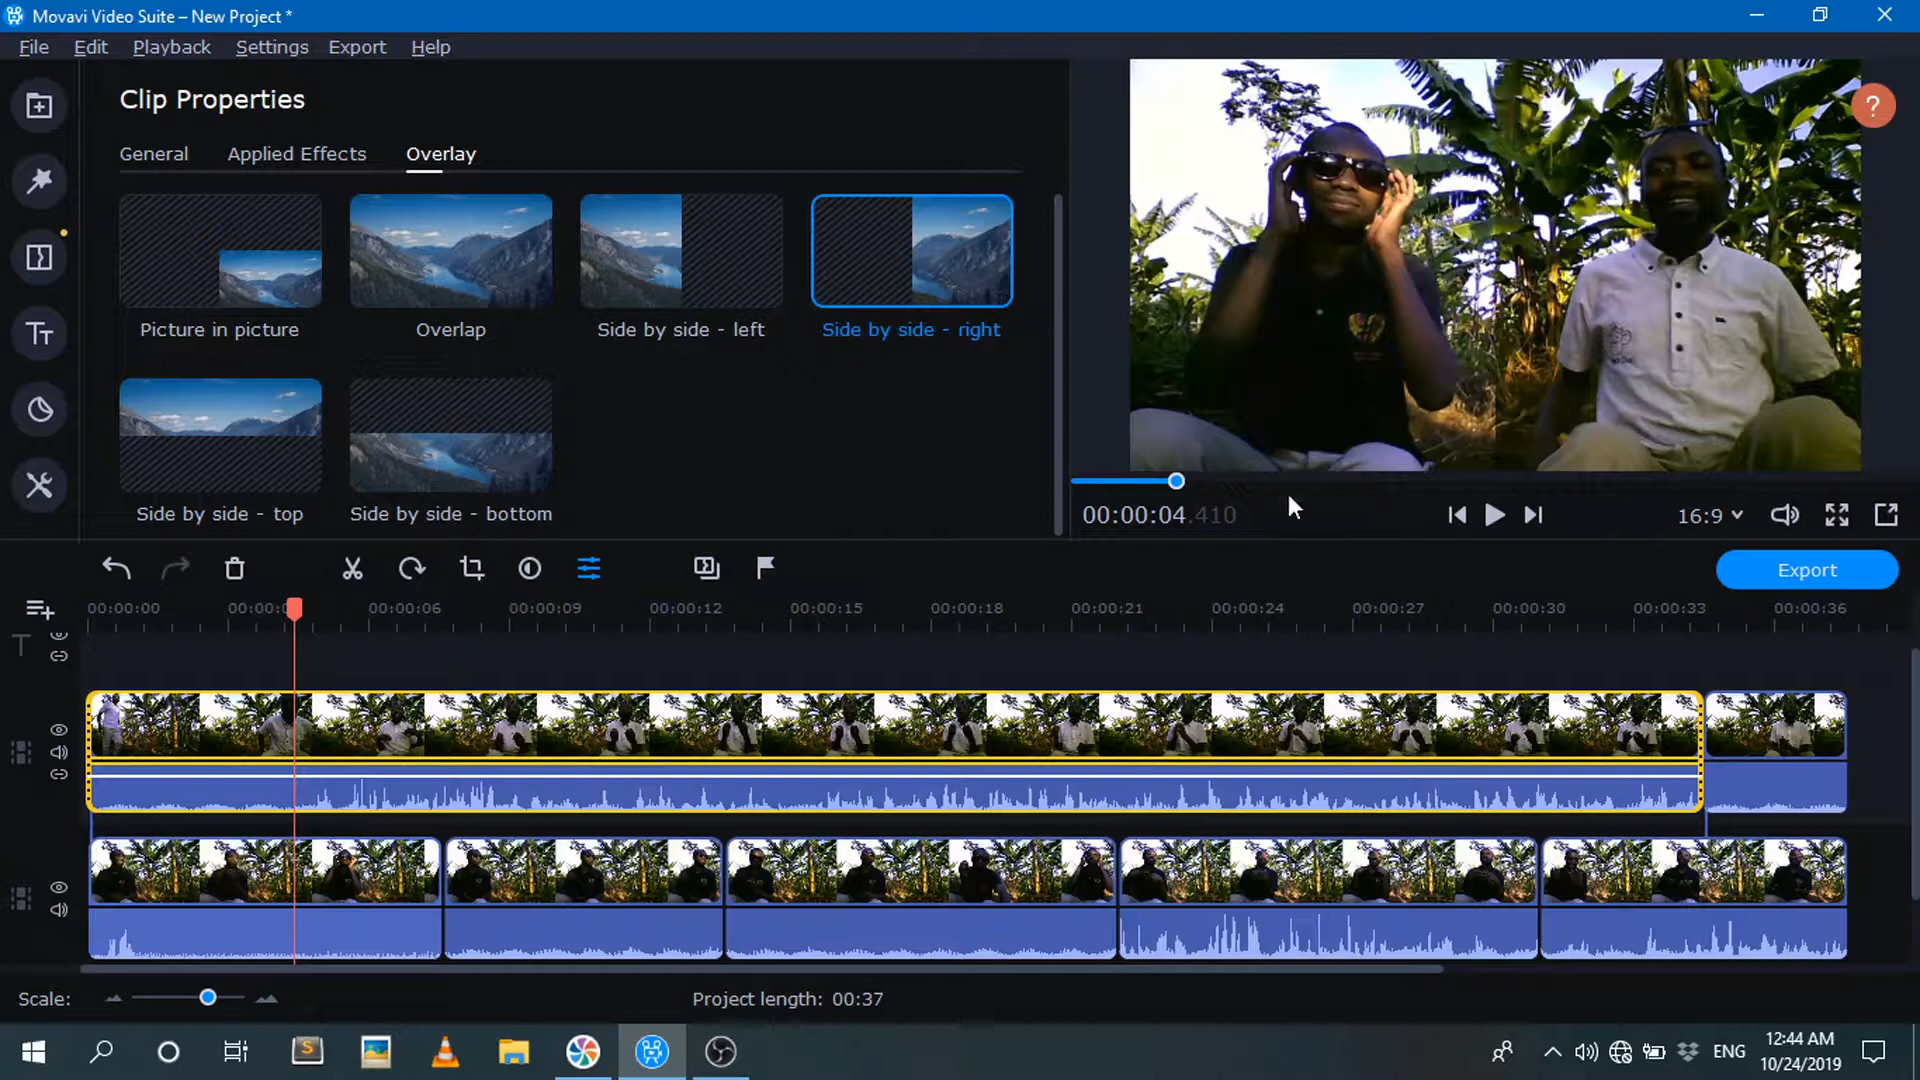 Movavi Video Suite – New Project *
File Edit Playback Settings Export Help
Clip Properties
General Applied Effects Overlay
Picture in picture Overlap Side by side - left Side by side - right
Side by side - top Side by side - bottom
?
00:00:04.410 16:9
Export
00:00:00 00:00:06 00:00:09 00:00:12 00:00:15 00:00:18 00:00:21 00:00:24 00:00:27 00:00:30 00:00:33 00:00:36
T
Scale: Project length: 00:37
ENG 12:44 AM
10/24/2019